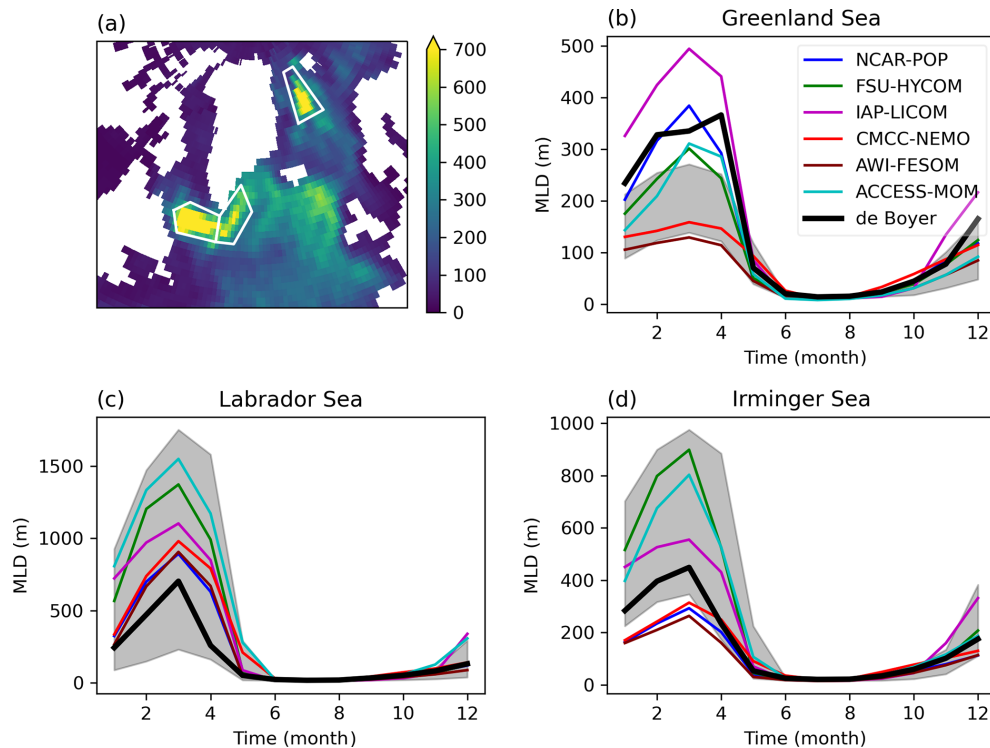 (a)
700
600
500
400
300
200
100
0
(b)
Greenland Sea
500
400
300
200
100
0
MLD (m)
2
4
6
8
10
12
Time (month)
NCAR-POP
FSU-HYCOM
IAP-LICOM
CMCC-NEMO
AWI-FESOM
ACCESS-MOM
de Boyer
(c)
Labrador Sea
1500
1000
500
0
MLD (m)
2
4
6
8
10
12
Time (month)
(d)
Irminger Sea
1000
800
600
400
200
0
MLD (m)
2
4
6
8
10
12
Time (month)